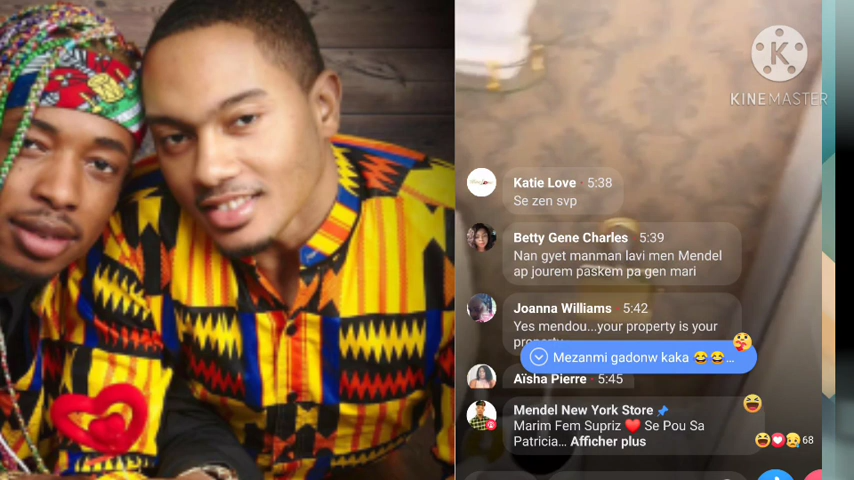 KINEMASTER
Katie Love 5:38
Se zen svp
Betty Gene Charles 5:39
Nan gyet manman lavi men Mendel
ap jourem paskem pa gen mari
Joanna Williams 5:42
Yes mendou...your property is your
Mezanmi gadonw kaka 😂😂...
Aïsha Pierre · 5:45
Mendel New York Store
Marim Fem Supriz ❤️ Se Pou Sa
Patricia... Afficher plus
68